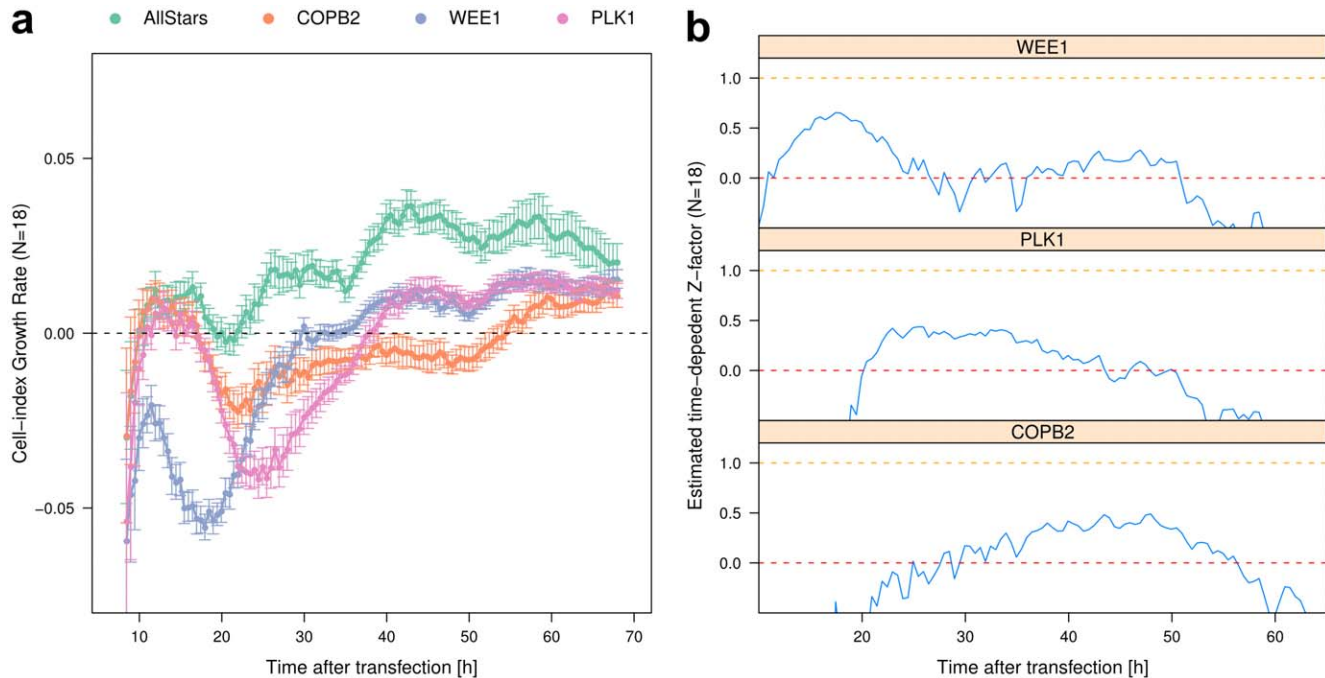 a
AllStars COPB2 WEE1 PLK1
Cell-index Growth Rate (N=18)
0.05
0.00
-0.05
10 20 30 40 50 60 70
Time after transfection [h]
b
Estimated time-depedent Z-factor (N=18)
WEE1
1.0
0.5
0.0
PLK1
1.0
0.5
0.0
COPB2
1.0
0.5
0.0
20 30 40 50 60
Time after transfection [h]